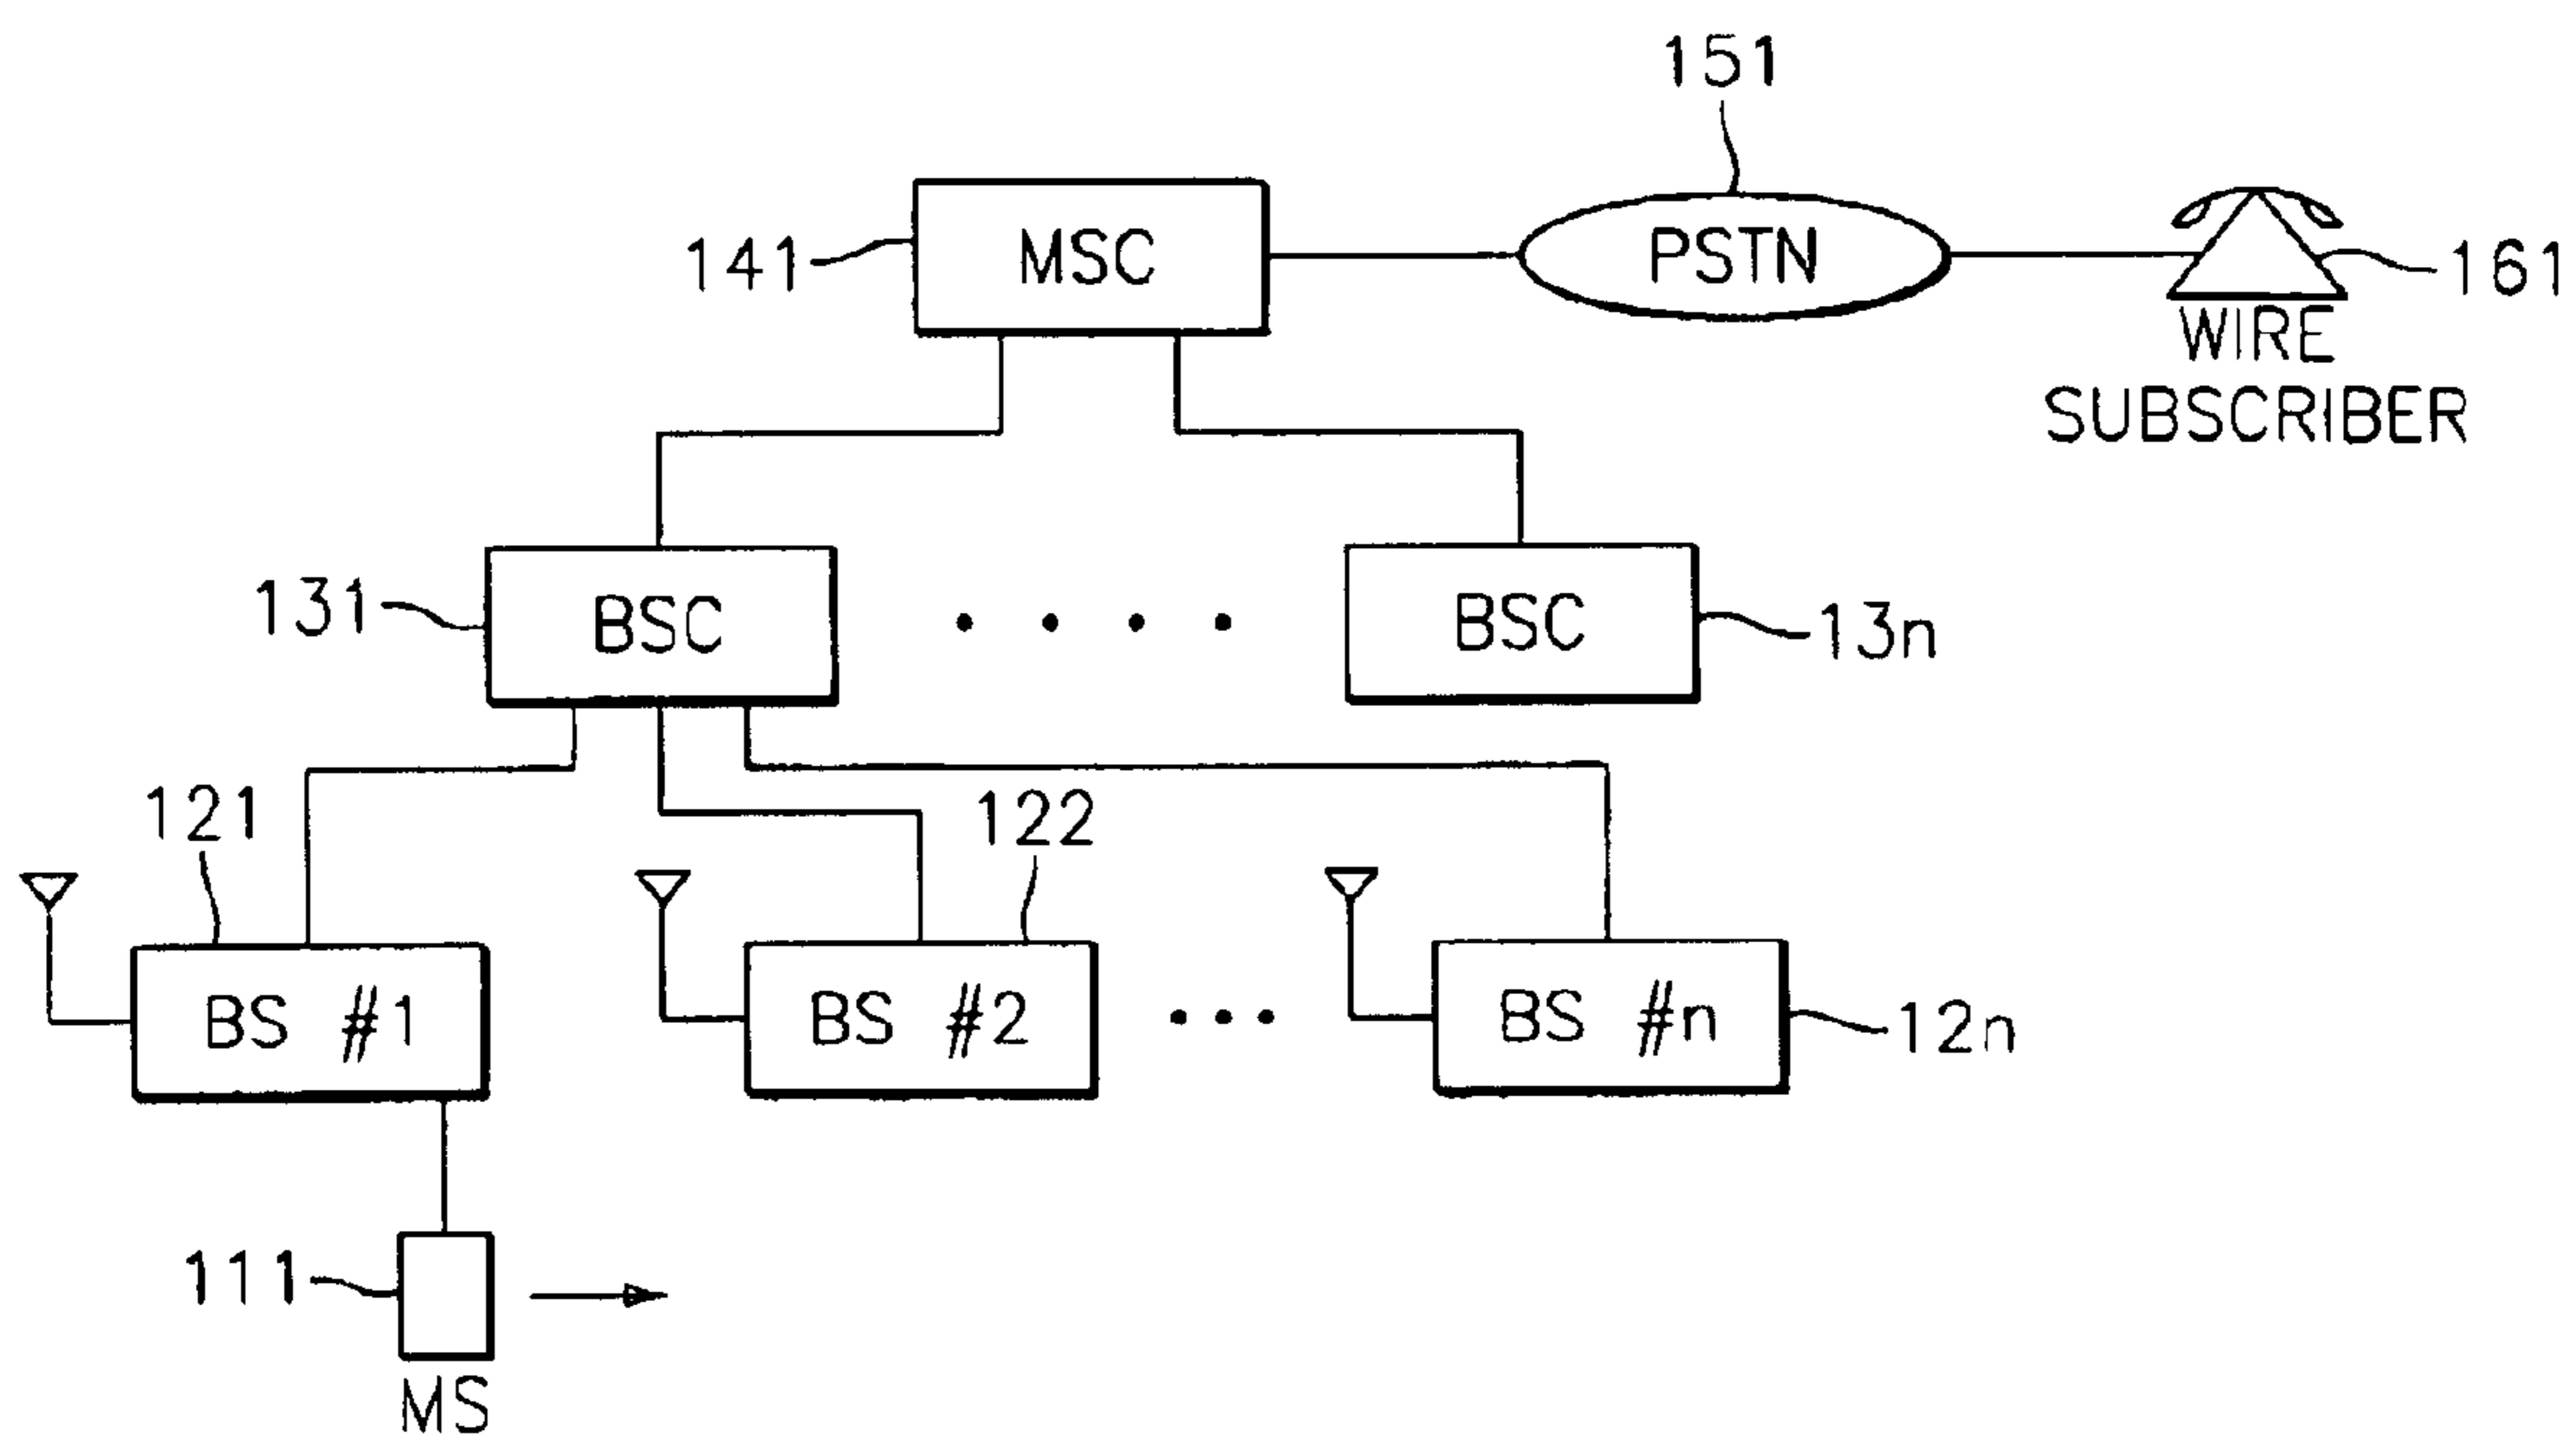 151
141
MSC
PSTN
161
WIRE
SUBSCRIBER
131
BSC
BSC
13n
121
122
BS #1
BS #2
BS #n
12n
111
MS